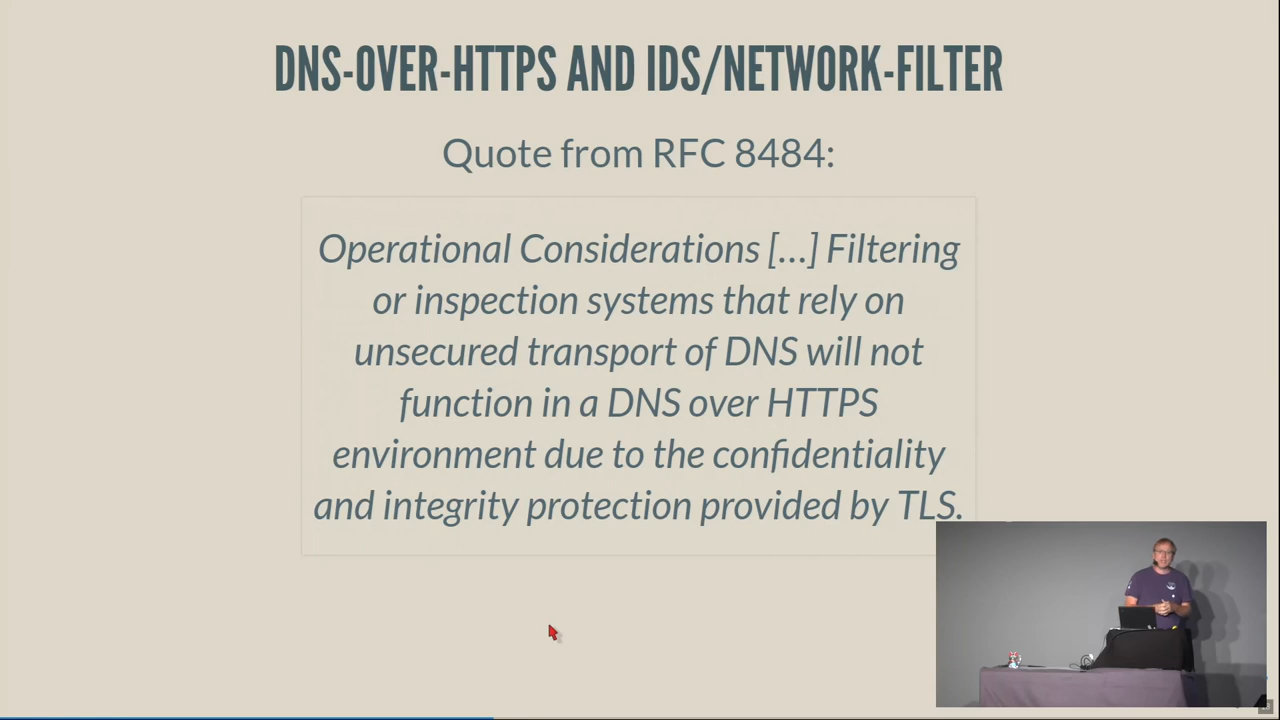 DNS-OVER-HTTPS AND IDS/NETWORK-FILTER
Quote from RFC 8484:
Operational Considerations [...] Filtering
or inspection systems that rely on
unsecured transport of DNS will not
function in a DNS over HTTPS
environment due to the confidentiality
and integrity protection provided by TLS.